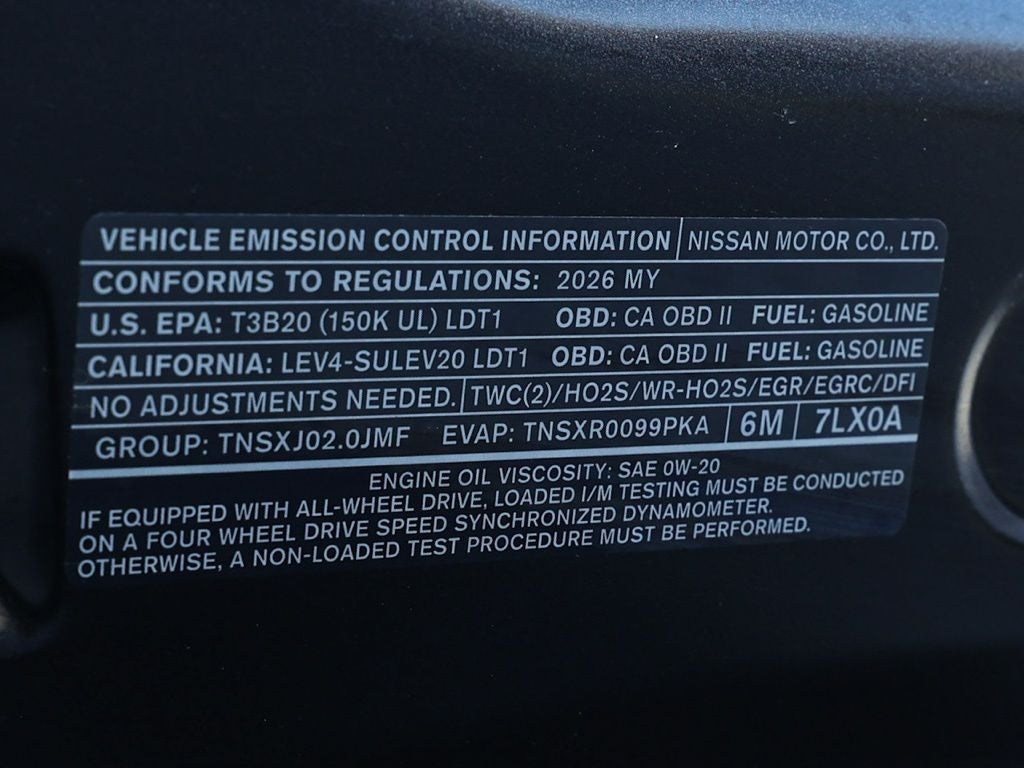 VEHICLE EMISSION CONTROL INFORMATION NISSAN MOTOR CO., LTD.
CONFORMS TO REGULATIONS: 2026 MY
U.S. EPA: T3B20 (150K UL) LDT1 OBD: CA OBD II FUEL: GASOLINE
CALIFORNIA: LEV4-SULEV20 LDT1 OBD: CA OBD II FUEL: GASOLINE
NO ADJUSTMENTS NEEDED. TWC(2)/HO2S/WR-HO2S/EGR/EGRC/DFI
GROUP: TNSXJ02.0JMF EVAP: TNSXR0099PKA 6M 7LX0A
ENGINE OIL VISCOSITY: SAE 0W-20
IF EQUIPPED WITH ALL-WHEEL DRIVE, LOADED I/M TESTING MUST BE CONDUCTED
ON A FOUR WHEEL DRIVE SPEED SYNCHRONIZED DYNAMOMETER.
OTHERWISE, A NON-LOADED TEST PROCEDURE MUST BE PERFORMED.